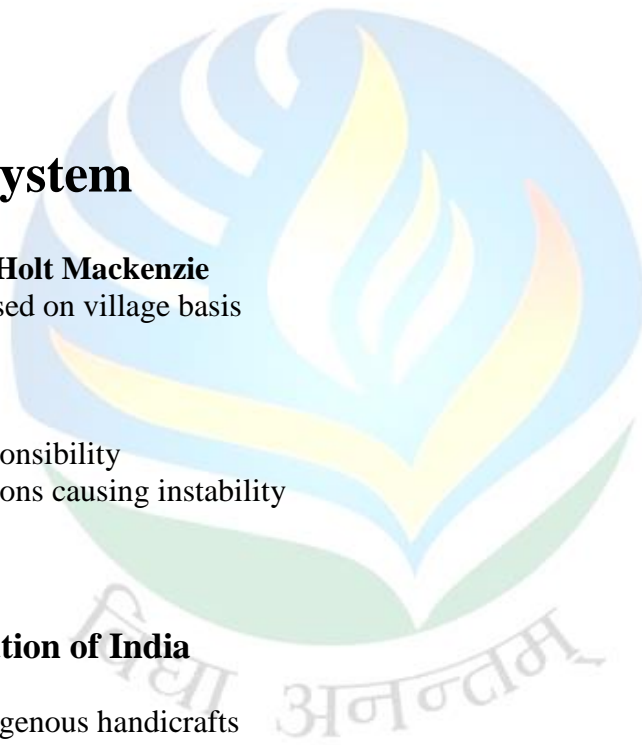 ystem
Holt Mackenzie
sed on village basis
onsibility
ons causing instability
tion of India
विद्या अनन्तम्
genous handicrafts